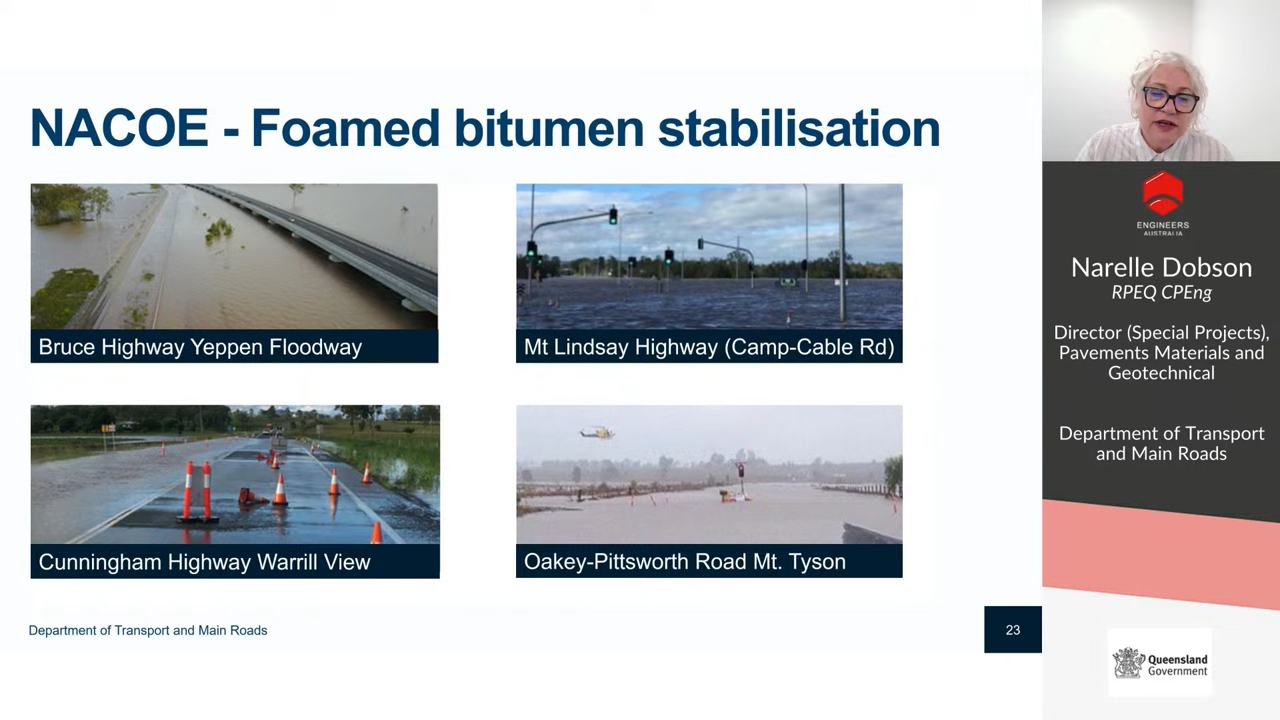 NACOE - Foamed bitumen stabilisation
Bruce Highway Yeppen Floodway
Mt Lindsay Highway (Camp-Cable Rd)
Cunningham Highway Warrill View
Oakey-Pittsworth Road Mt. Tyson
Department of Transport and Main Roads
23
ENGINEERS
AUSTRALIA
Narelle Dobson
RPEQ CPEng
Director (Special Projects),
Pavements Materials and
Geotechnical
Department of Transport
and Main Roads
Queensland
Government